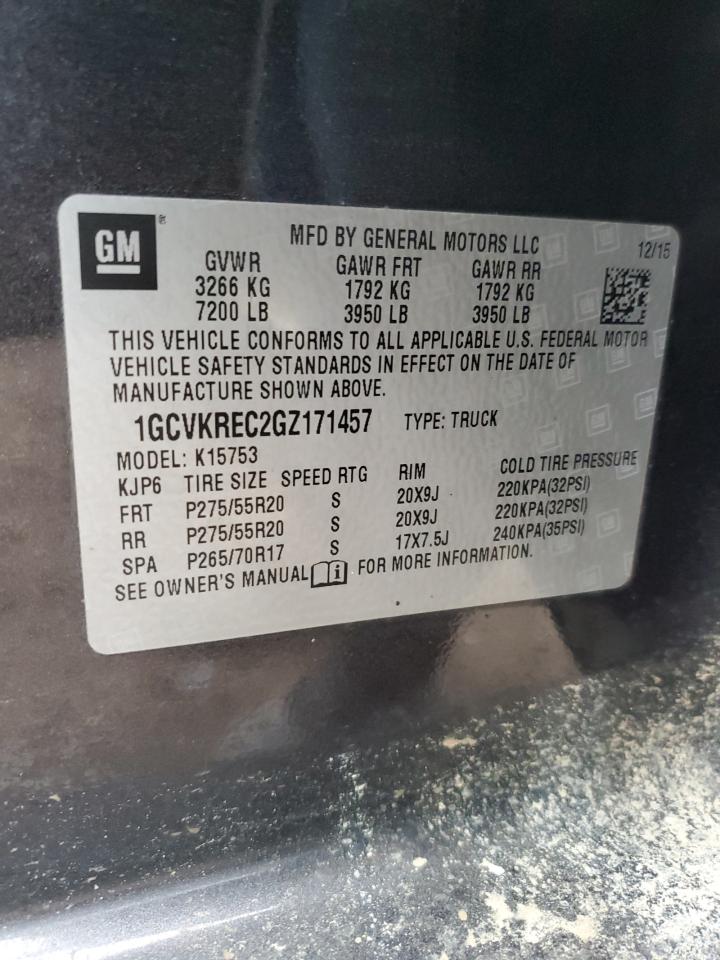 GM
MFD BY GENERAL MOTORS LLC 12/15
GVWR GAWR FRT GAWR RR
3266 KG 1792 KG 1792 KG
7200 LB 3950 LB 3950 LB
THIS VEHICLE CONFORMS TO ALL APPLICABLE U.S. FEDERAL MOTOR
VEHICLE SAFETY STANDARDS IN EFFECT ON THE DATE OF
MANUFACTURE SHOWN ABOVE.
1GCVKREC2GZ171457 TYPE: TRUCK
MODEL: K15753
KJP6 TIRE SIZE SPEED RTG RIM COLD TIRE PRESSURE
FRT P275/55R20 S 20X9J 220KPA(32PSI)
RR P275/55R20 S 20X9J 220KPA(32PSI)
SPA P265/70R17 S 17X7.5J 240KPA(35PSI)
SEE OWNER'S MANUAL i FOR MORE INFORMATION.